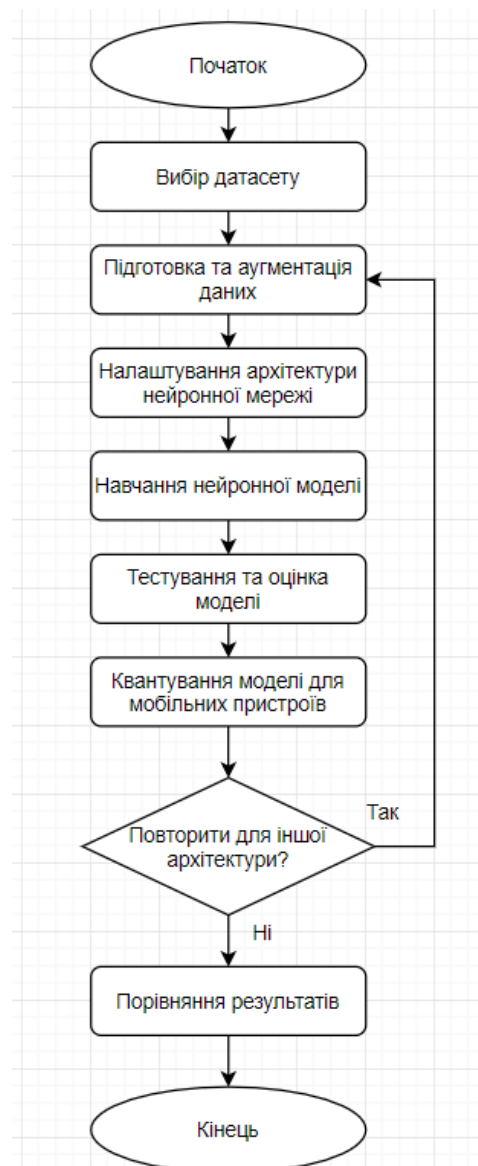 Початок
Вибір датасету
Підготовка та аугментація
даних
Налаштування архітектури
нейронної мережі
Навчання нейронної моделі
Тестування та оцінка
моделі
Квантування моделі для
мобільних пристроїв
Так
Повторити для іншої
архітектури?
Ні
Порівняння результатів
Кінець